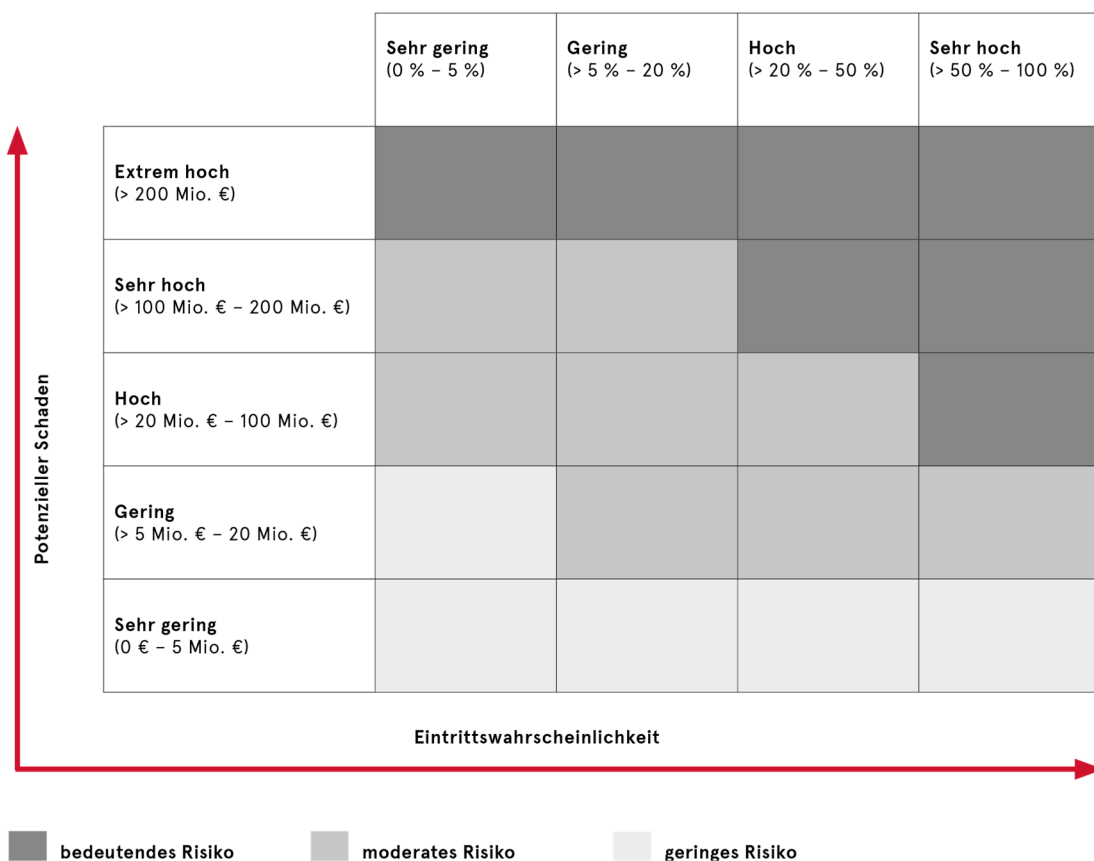 Sehr gering
(0 % – 5 %)
Gering
(> 5 % – 20 %)
Hoch
(> 20 % – 50 %)
Sehr hoch
(> 50 % – 100 %)
Extrem hoch
(> 200 Mio. €)
Sehr hoch
(> 100 Mio. € – 200 Mio. €)
Hoch
(> 20 Mio. € – 100 Mio. €)
Gering
(> 5 Mio. € – 20 Mio. €)
Sehr gering
(0 € – 5 Mio. €)
Potenzieller Schaden
Eintrittswahrscheinlichkeit
bedeutendes Risiko
moderates Risiko
geringes Risiko